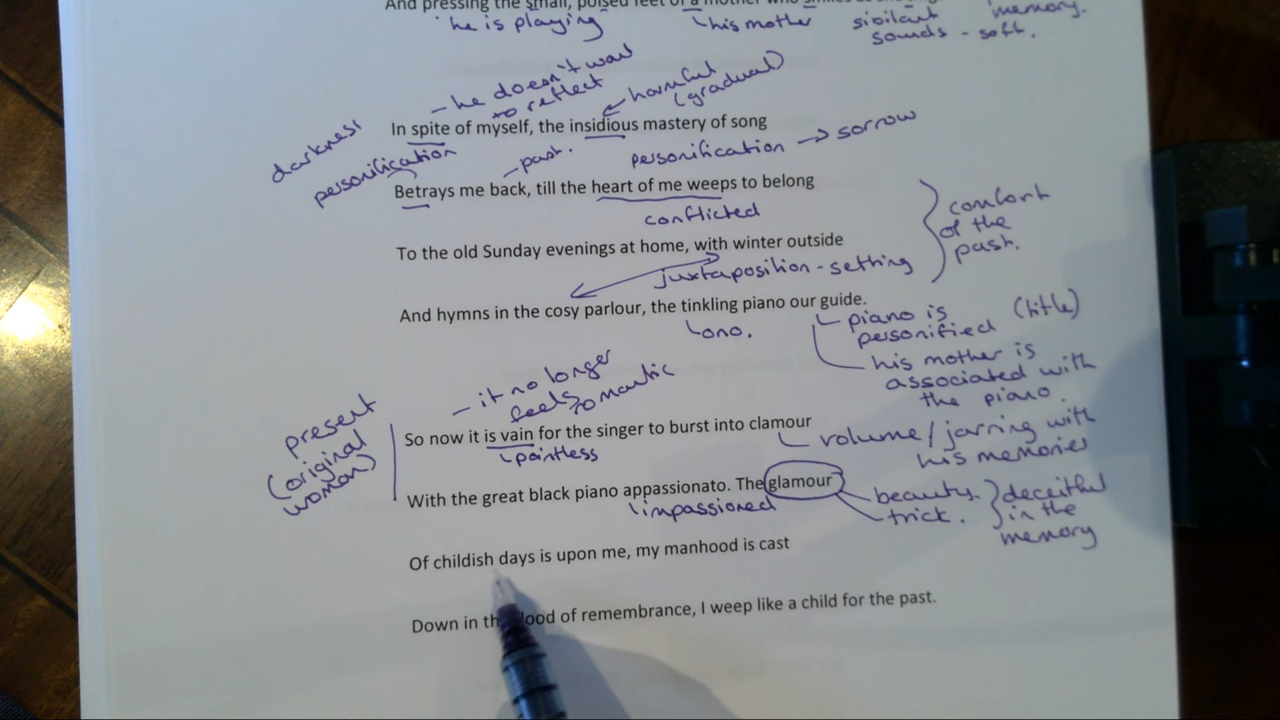 And pressing the small, poised feet of a mother who smiles
he is playing
his mother
sibilant
sounds - soft.
memory.
- he doesn't want
to reflect
harmful
(gradual)
In spite of myself, the insidious mastery of song
darkness
personification
- past.
personification → sorrow
Betrays me back, till the heart of me weeps to belong
conflicted
To the old Sunday evenings at home, with winter outside
juxtaposition - setting
comfort
of the
past.
And hymns in the cosy parlour, the tinkling piano our guide.
ono.
piano is
personified (title)
his mother is
associated with
the piano.
- it no longer
feels
romantic
present
(original
woman)
So now it is vain for the singer to burst into clamour
pointless
volume/jarring with
his memories
With the great black piano appassionato. The glamour
impassioned
beauty.
trick.
deceitful
in the
memory
Of childish days is upon me, my manhood is cast
Down in the flood of remembrance, I weep like a child for the past.